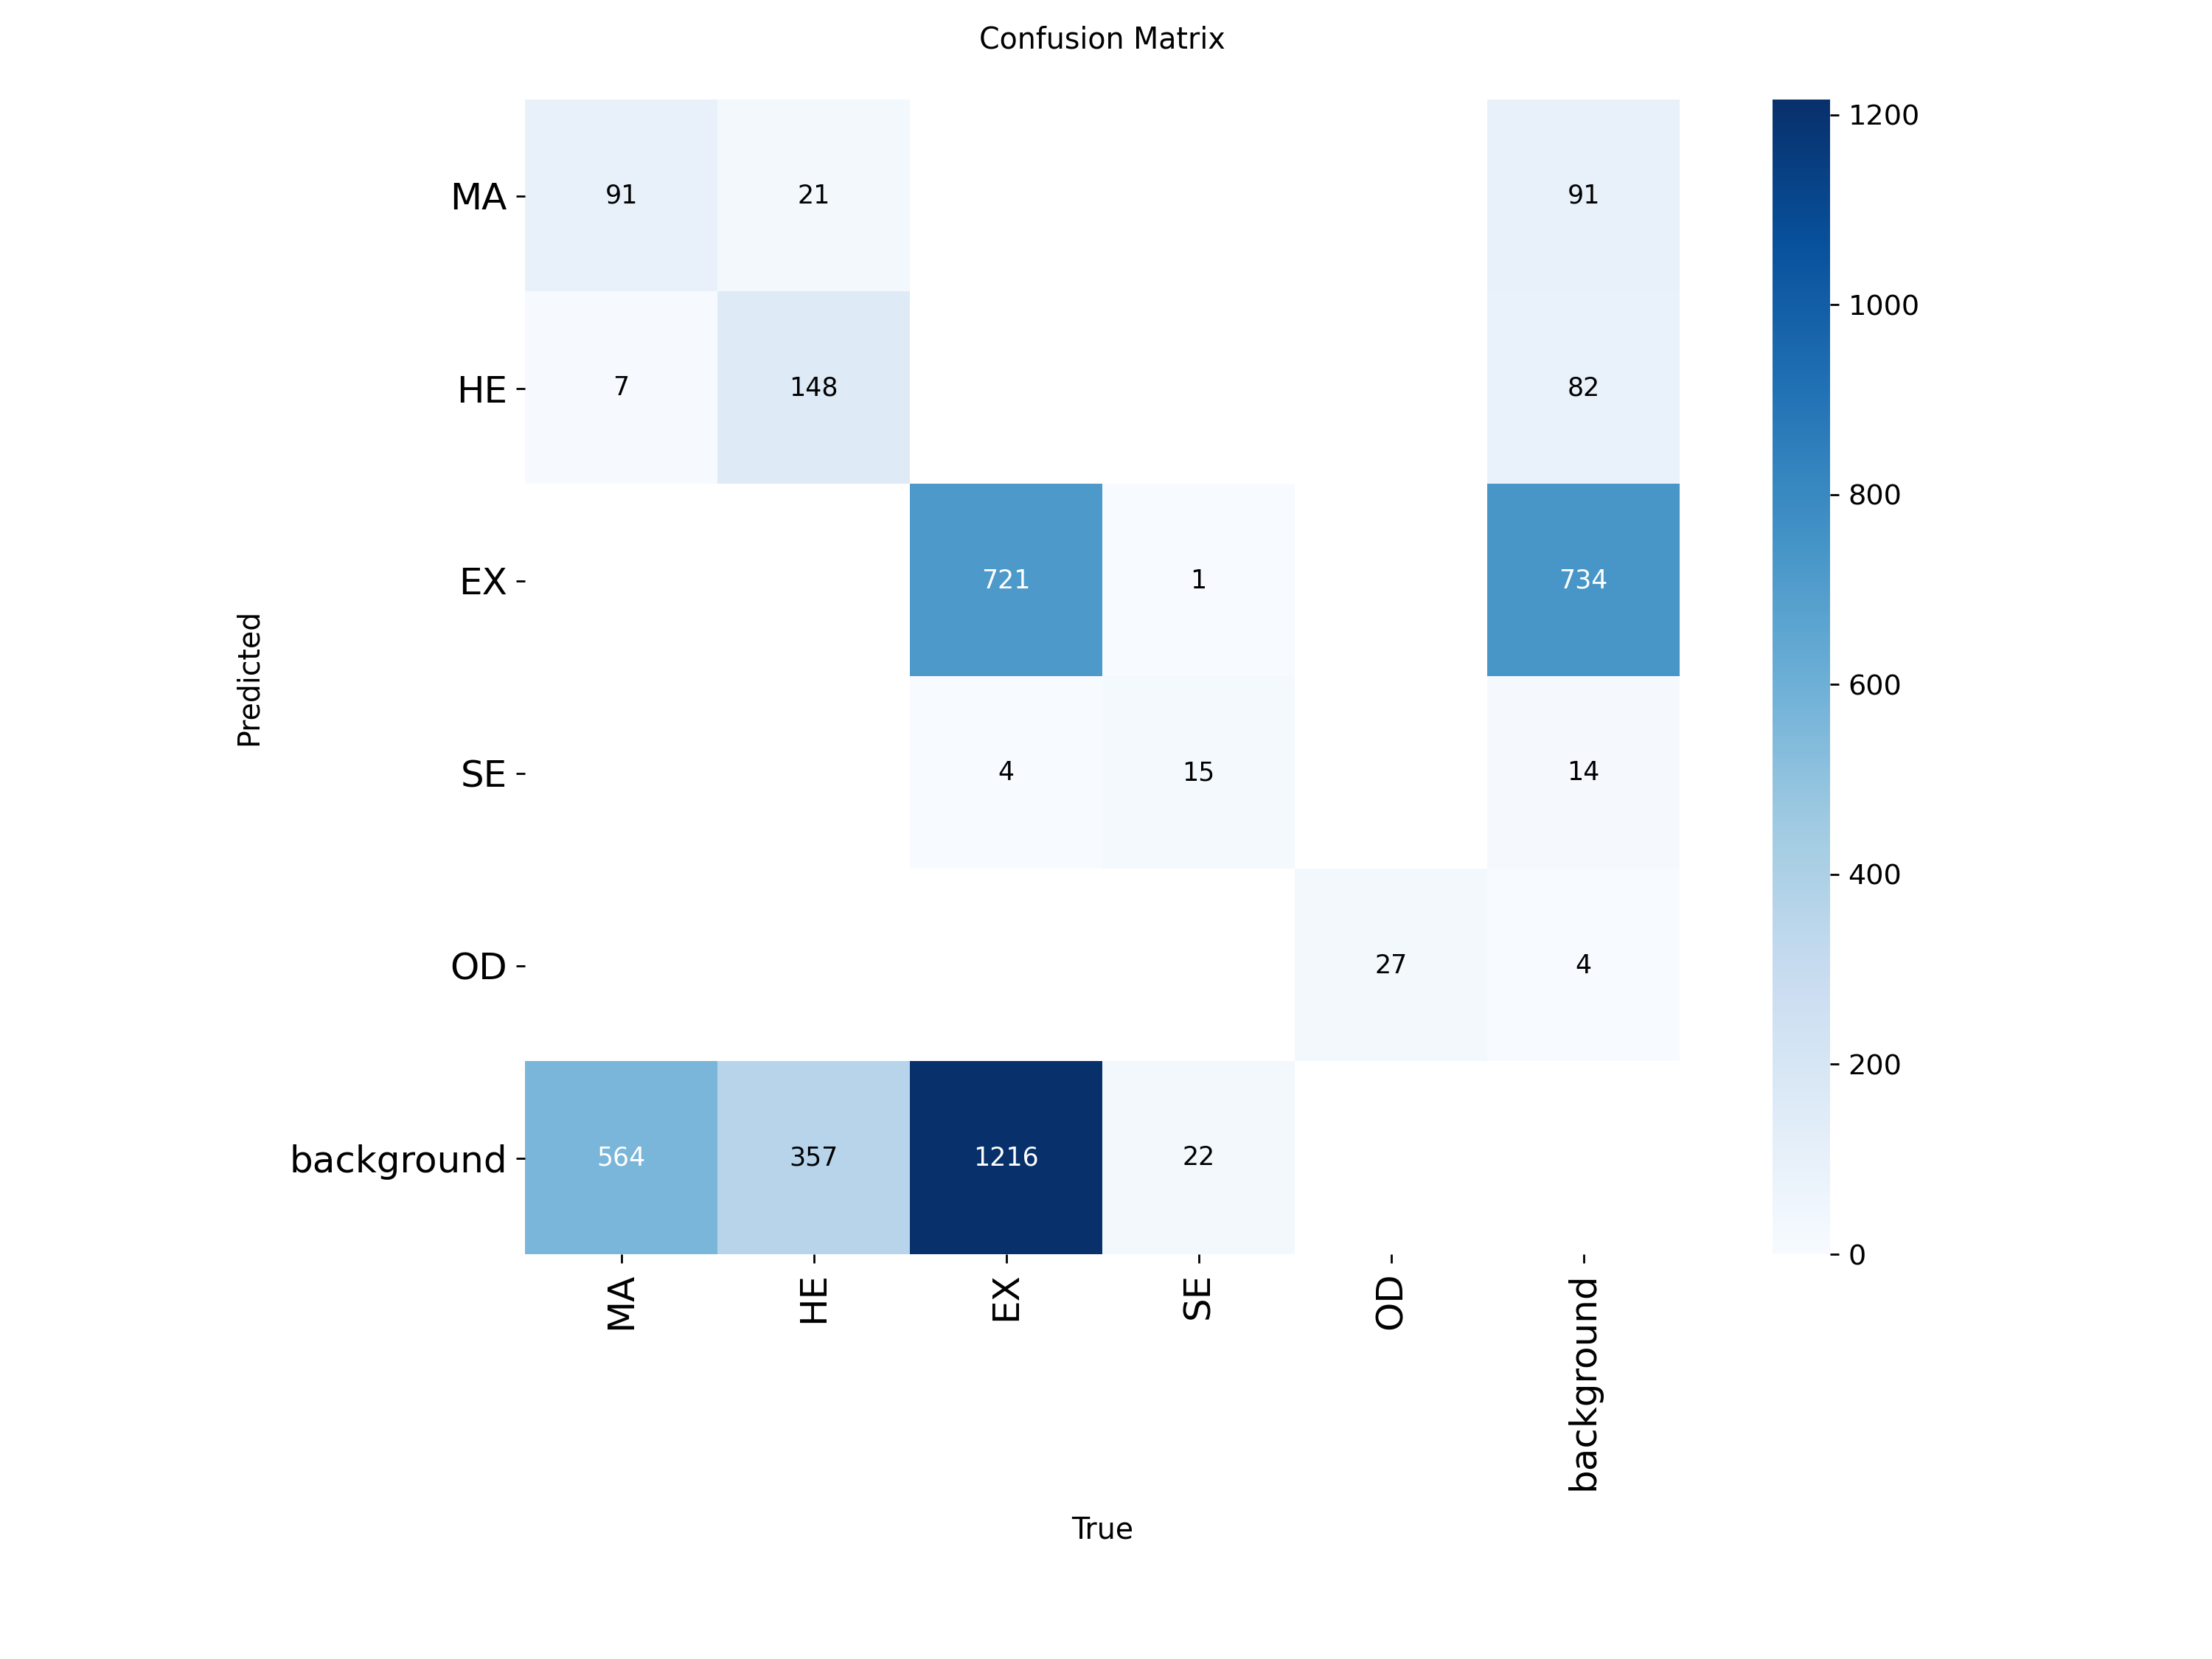 Confusion Matrix
MA
91
21
91
HE
7
148
82
EX
721
1
734
SE
4
15
14
OD
27
4
background
564
357
1216
22
MA
HE
EX
SE
OD
background
True
Predicted
1200
1000
800
600
400
200
0